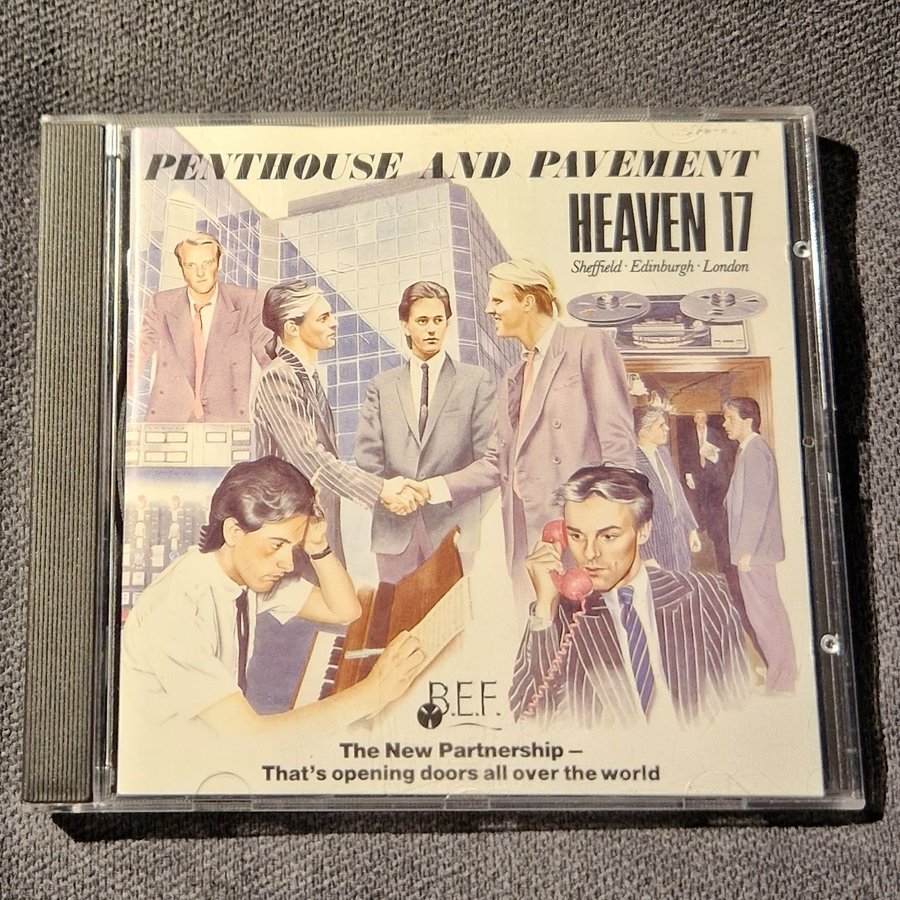 PENTHOUSE AND PAVEMENT
HEAVEN 17
Sheffield · Edinburgh · London
B.E.F.
The New Partnership –
That's opening doors all over the world